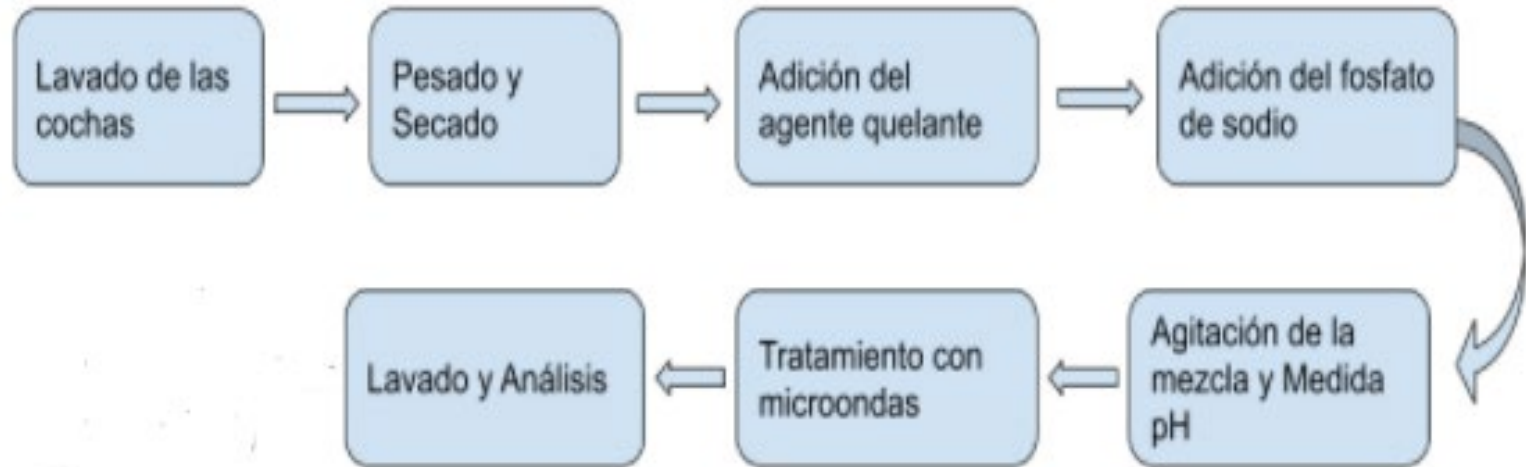 Lavado de las
cochas
Pesado y
Secado
Adición del
agente quelante
Adición del fosfato
de sodio
Agitación de la
mezcla y Medida
pH
Tratamiento con
microondas
Lavado y Análisis